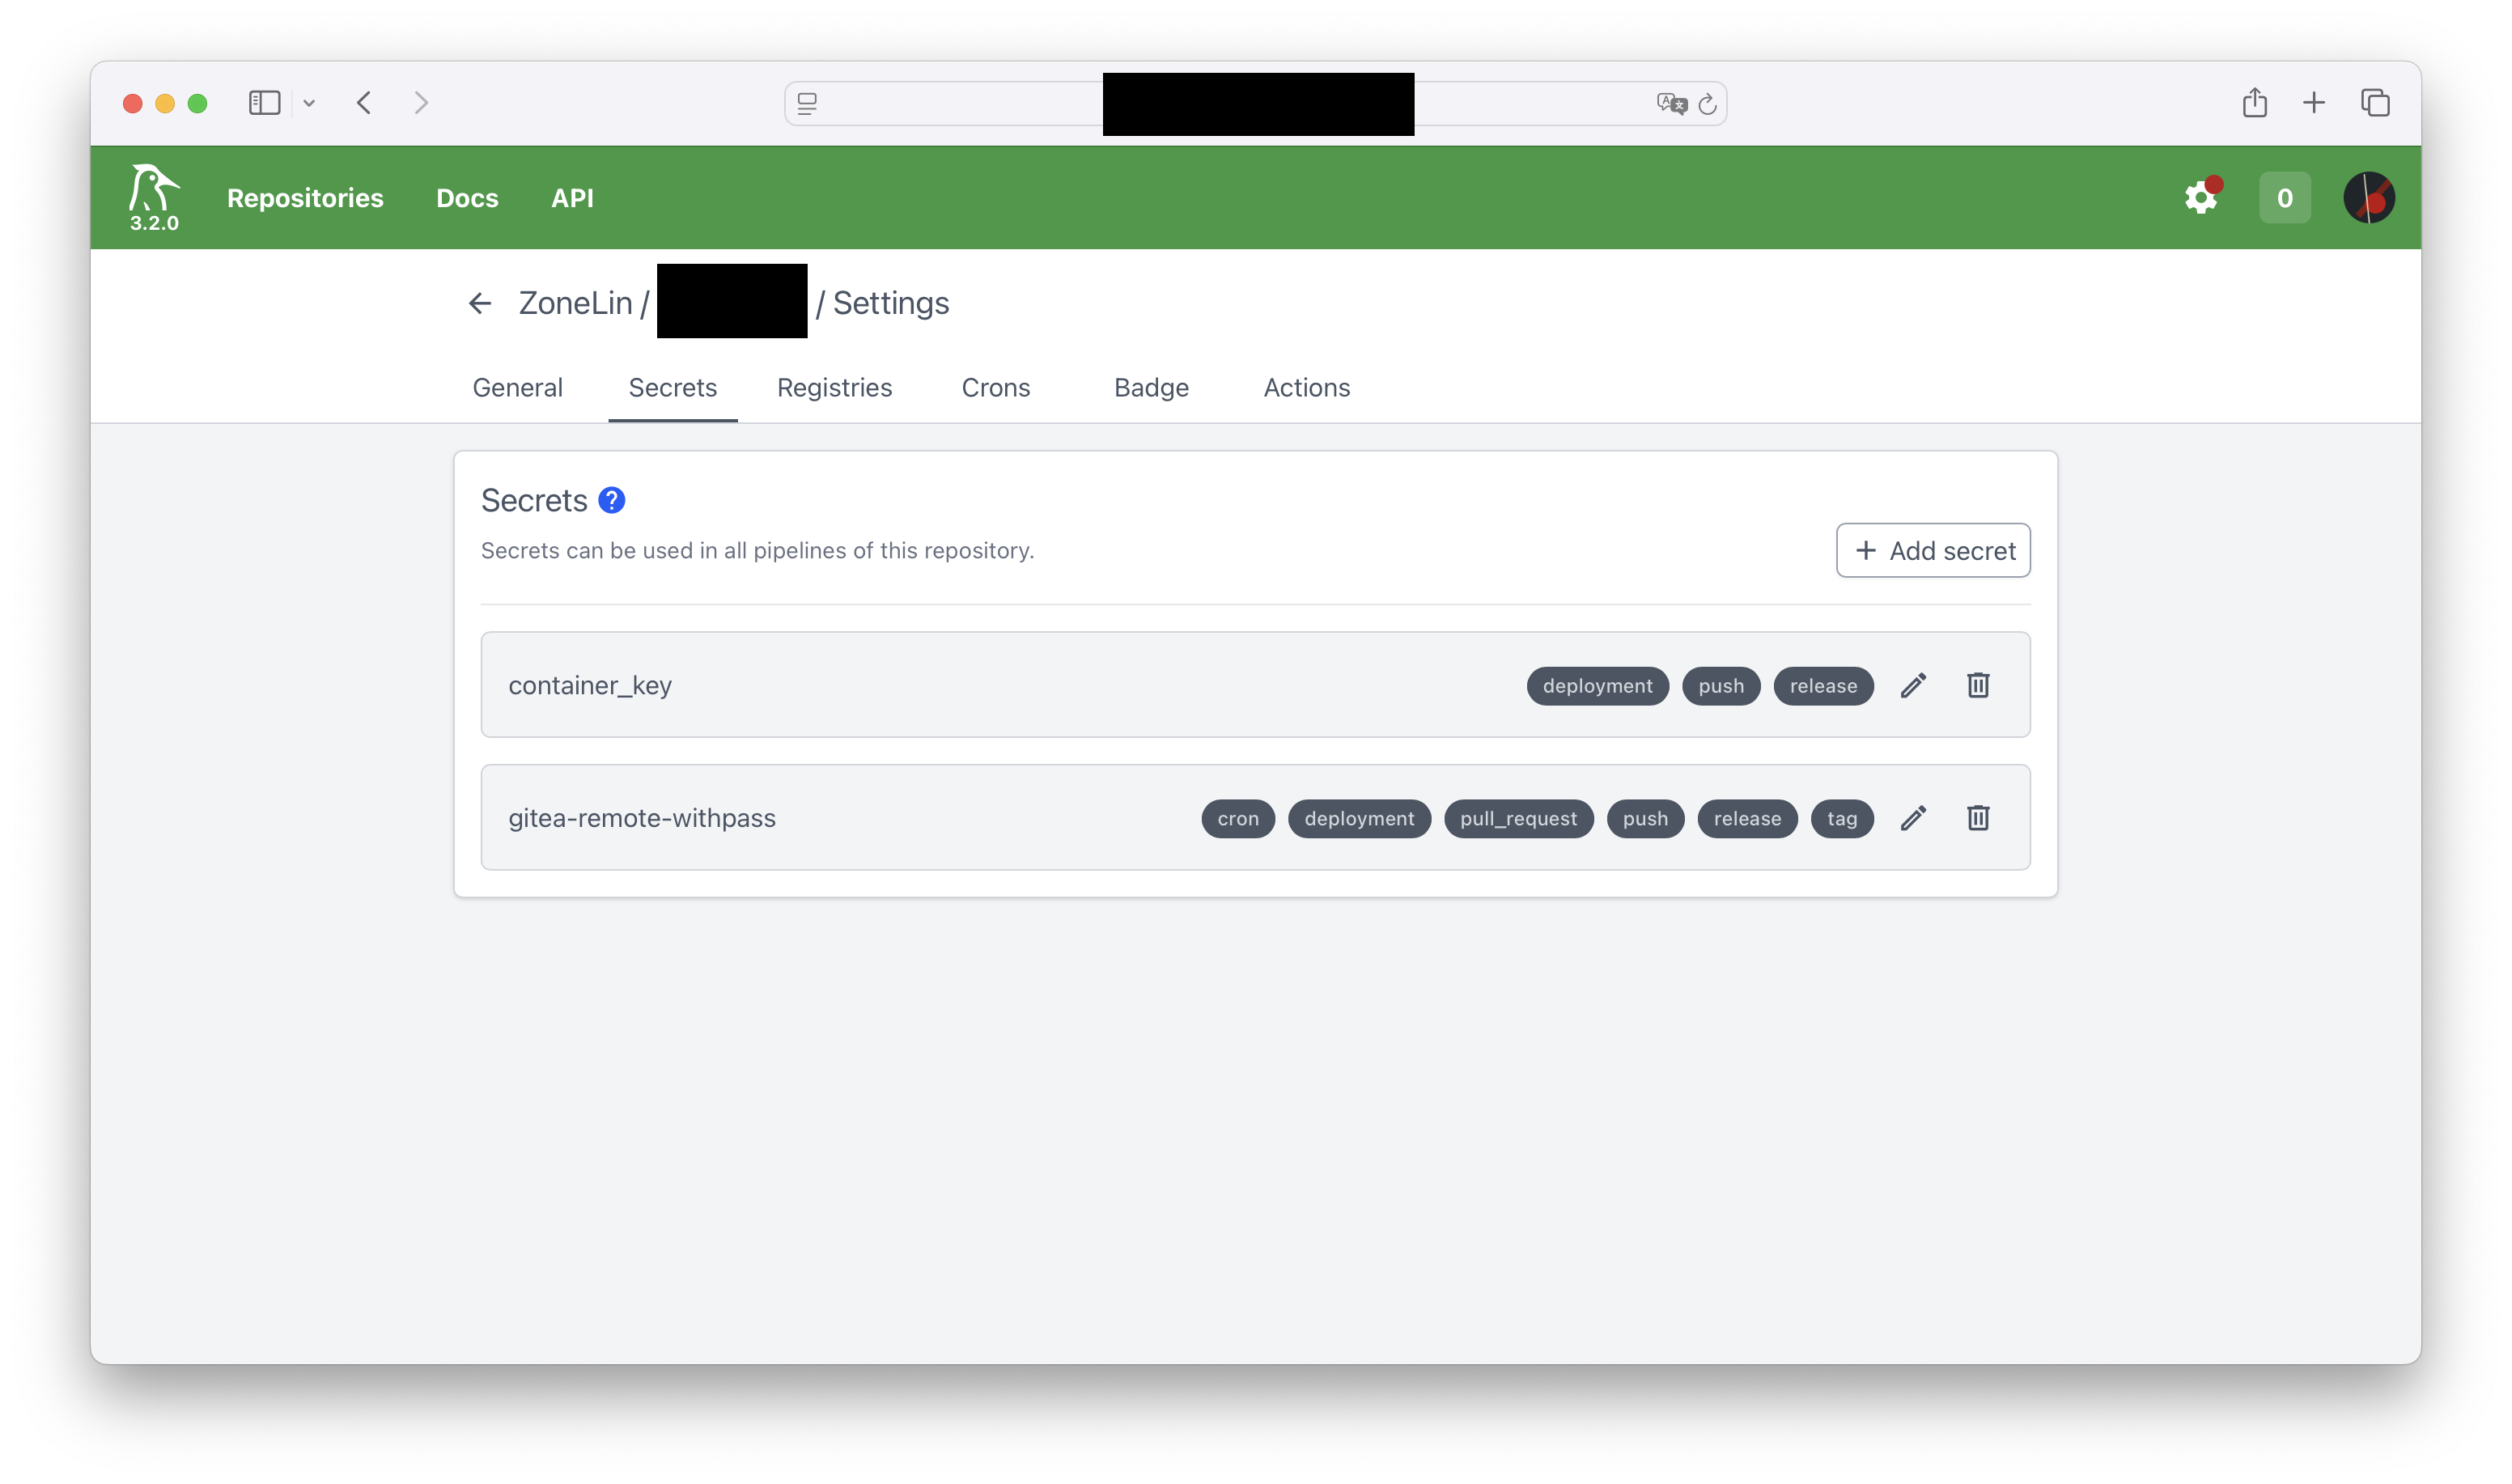 Repositories Docs API 0
3.2.0
ZoneLin / / Settings
General Secrets Registries Crons Badge Actions
Secrets ?
Secrets can be used in all pipelines of this repository.
+ Add secret
container_key deployment push release
gitea-remote-withpass cron deployment pull_request push release tag